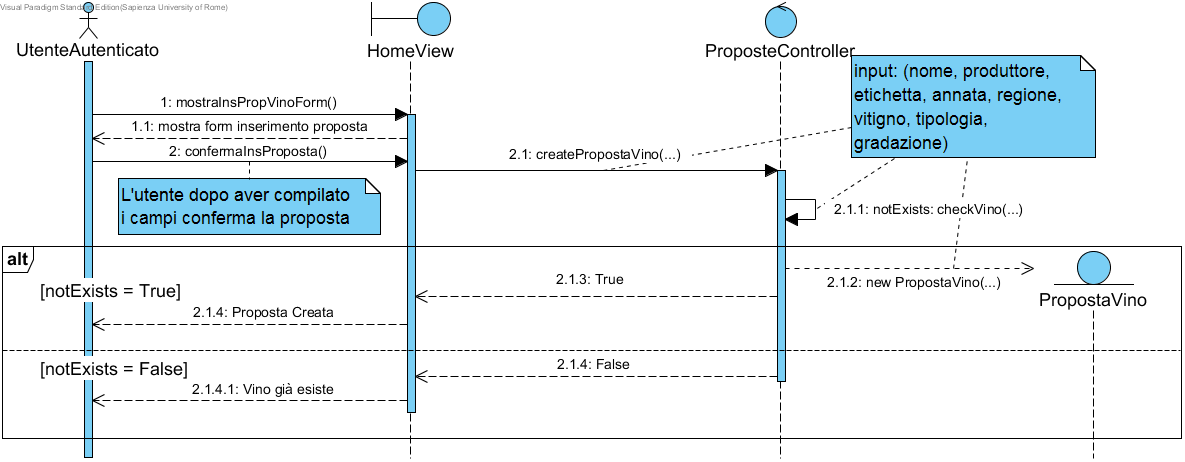 Visual Paradigm Standard Edition(Sapienza University of Rome)
UtenteAutenticato
HomeView
ProposteController
input: (nome, produttore,
etichetta, annata, regione,
vitigno, tipologia,
gradazione)
1: mostraInsPropVinoForm()
1.1: mostra form inserimento proposta
2: confermaInsProposta()
2.1: createPropostaVino(...)
L'utente dopo aver compilato
i campi conferma la proposta
2.1.1: notExists: checkVino(...)
alt
[notExists = True]
2.1.3: True
2.1.2: new PropostaVino(...)
PropostaVino
2.1.4: Proposta Creata
[notExists = False]
2.1.4: False
2.1.4.1: Vino già esiste